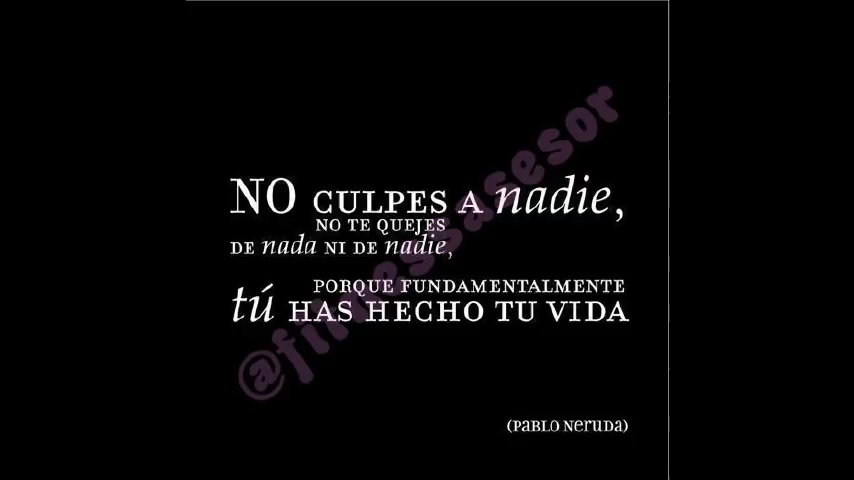 NO CULPES A nadie,
NO TE QUEJES
DE nada NI DE nadie,
PORQUE FUNDAMENTALMENTE
tú HAS HECHO TU VIDA
(PABLO NERUDA)
@fitnessasesor